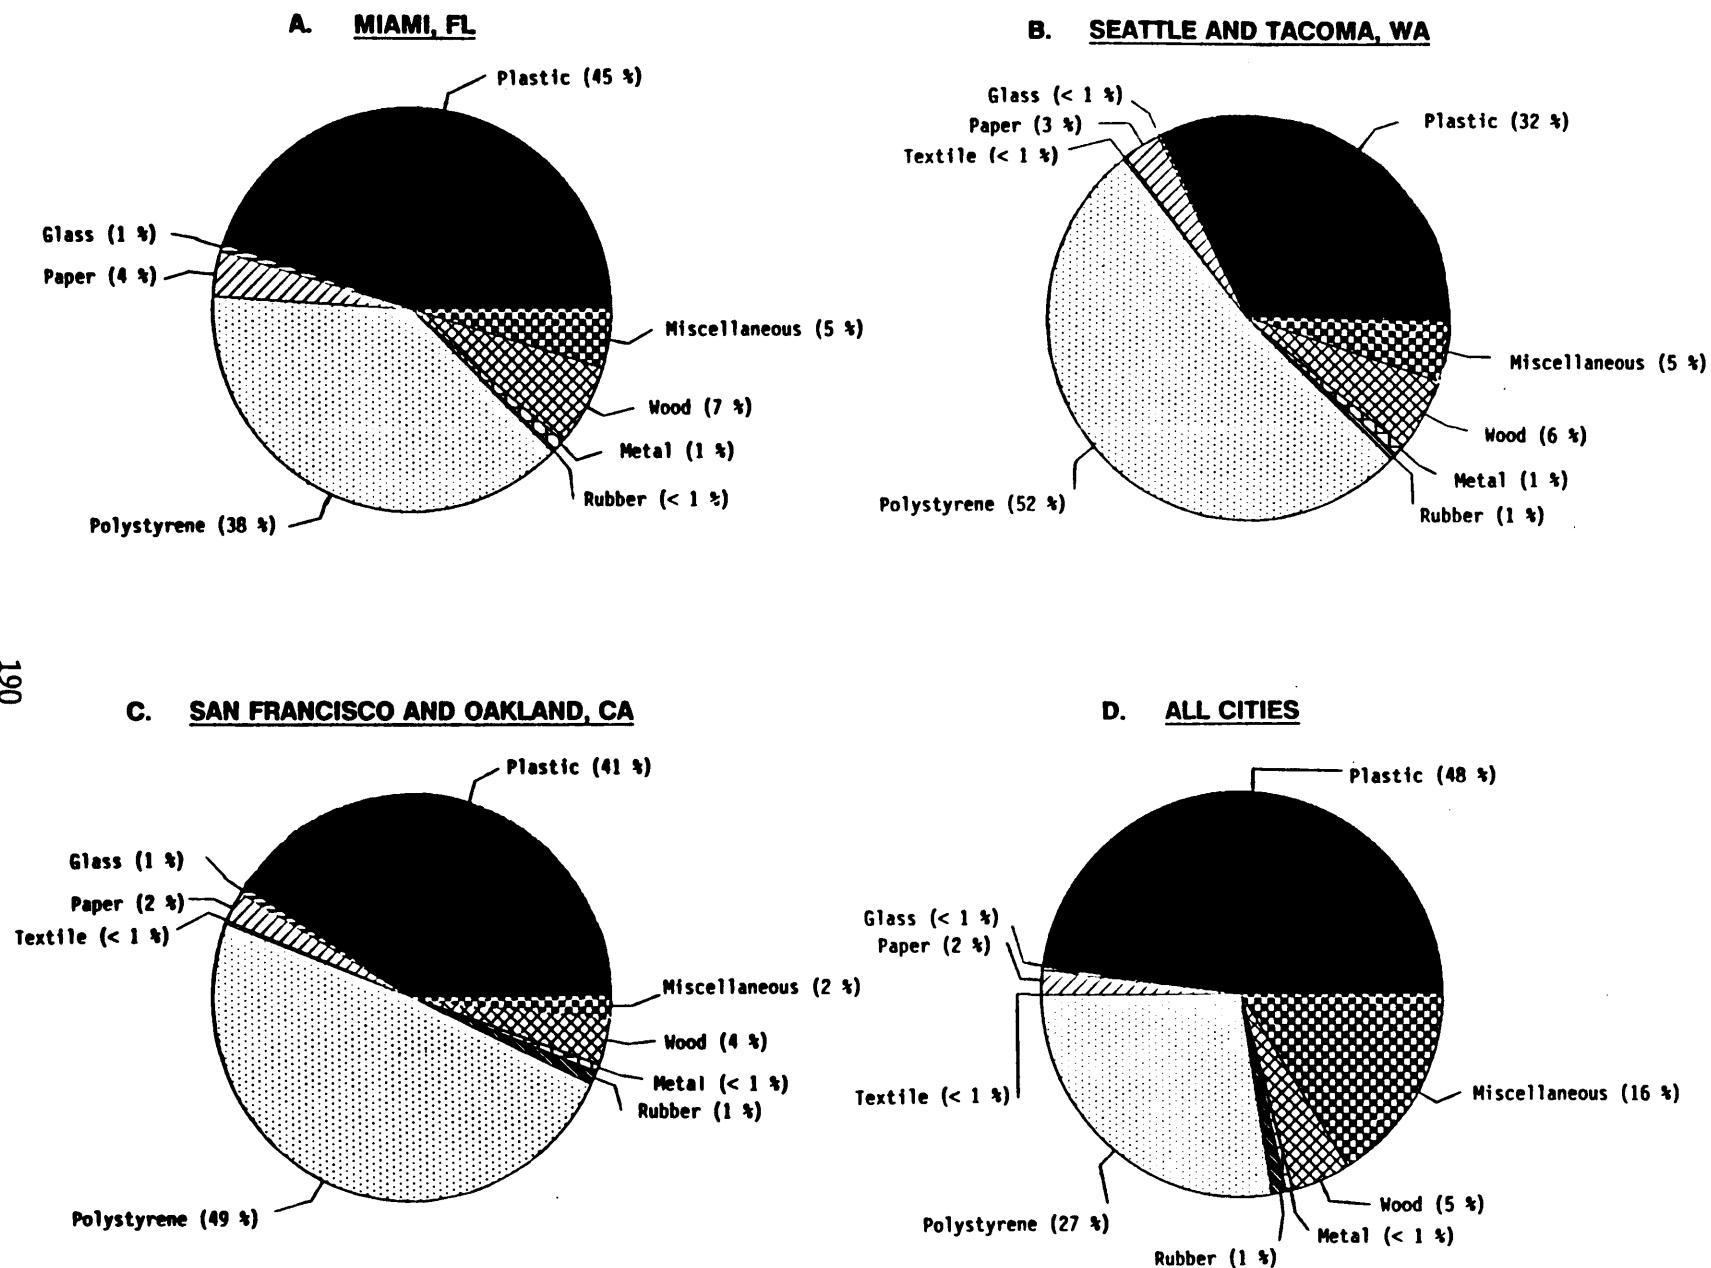 A. MIAMI, FL
Plastic (45 %)
Glass (1 %)
Paper (4 %)
Miscellaneous (5 %)
Wood (7 %)
Metal (1 %)
Rubber (< 1 %)
Polystyrene (38 %)
B. SEATTLE AND TACOMA, WA
Glass (< 1 %)
Paper (3 %)
Textile (< 1 %)
Plastic (32 %)
Miscellaneous (5 %)
Wood (6 %)
Metal (1 %)
Rubber (1 %)
Polystyrene (52 %)
190
C. SAN FRANCISCO AND OAKLAND, CA
Plastic (41 %)
Glass (1 %)
Paper (2 %)
Textile (< 1 %)
Miscellaneous (2 %)
Wood (4 %)
Metal (< 1 %)
Rubber (1 %)
Polystyrene (49 %)
D. ALL CITIES
Plastic (48 %)
Glass (< 1 %)
Paper (2 %)
Textile (< 1 %)
Miscellaneous (16 %)
Wood (5 %)
Metal (< 1 %)
Polystyrene (27 %)
Rubber (1 %)